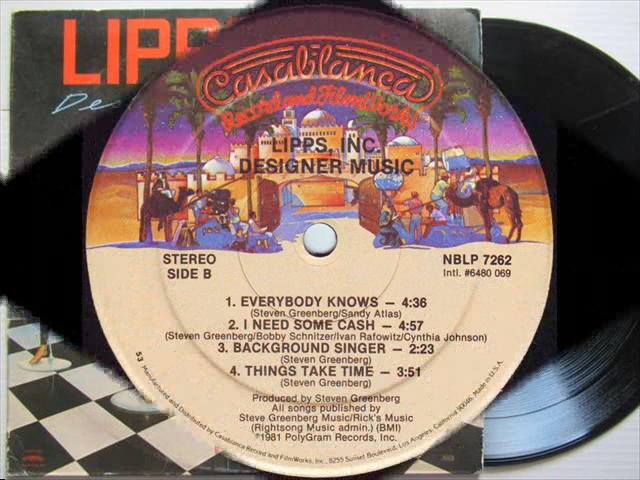 LIPP
De
Casablanca
Record and FilmWorks
LIPPS, INC.
DESIGNER MUSIC
STEREO
SIDE B
NBLP 7262
Intl. #6480 069
1. EVERYBODY KNOWS — 4:36
(Steven Greenberg/Sandy Atlas)
2. I NEED SOME CASH — 4:57
(Steven Greenberg/Bobby Schnitzer/Ivan Rafowitz/Cynthia Johnson)
3. BACKGROUND SINGER — 2:23
(Steven Greenberg)
4. THINGS TAKE TIME — 3:51
(Steven Greenberg)
Produced by Steven Greenberg
All songs published by
Steve Greenberg Music/Rick's Music
(Rightsong Music admin.) (BMI)
℗1981 PolyGram Records, Inc.
53 Manufactured and Distributed by Casablanca Record and FilmWorks, Inc., 8255 Sunset Boulevard, Los Angeles, California 90046. Made in U.S.A.